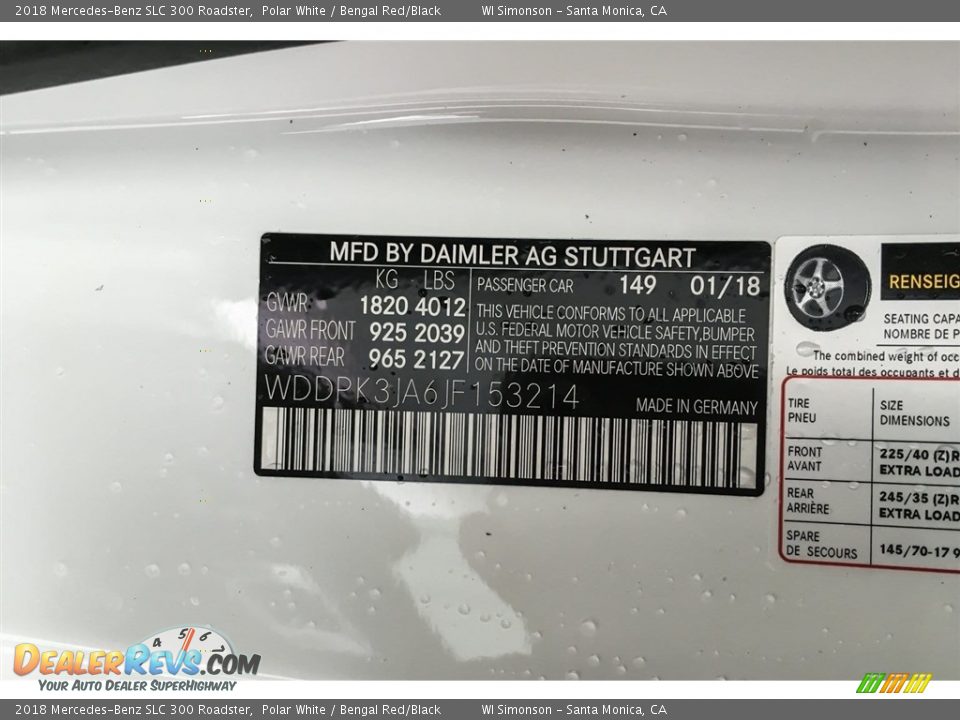 2018 Mercedes-Benz SLC 300 Roadster, Polar White / Bengal Red/Black WI Simonson - Santa Monica, CA
MFD BY DAIMLER AG STUTTGART
KG LBS
GVWR 1820 4012
GAWR FRONT 925 2039
GAWR REAR 965 2127
PASSENGER CAR 149 01/18
THIS VEHICLE CONFORMS TO ALL APPLICABLE
U.S. FEDERAL MOTOR VEHICLE SAFETY,BUMPER
AND THEFT PREVENTION STANDARDS IN EFFECT
ON THE DATE OF MANUFACTURE SHOWN ABOVE
WDDPK3JA6JF153214
MADE IN GERMANY
RENSEIG
SEATING CAPA
NOMBRE DE P
The combined weight of occ
Le poids total des occupants et d
TIRE
PNEU
SIZE
DIMENSIONS
FRONT
AVANT
225/40 (Z)R
EXTRA LOAD
REAR
ARRIÈRE
245/35 (Z)R
EXTRA LOAD
SPARE
DE SECOURS
145/70-17 9
4 5 6 7
DEALERREVS.COM
YOUR AUTO DEALER SUPERHIGHWAY
2018 Mercedes-Benz SLC 300 Roadster, Polar White / Bengal Red/Black WI Simonson - Santa Monica, CA